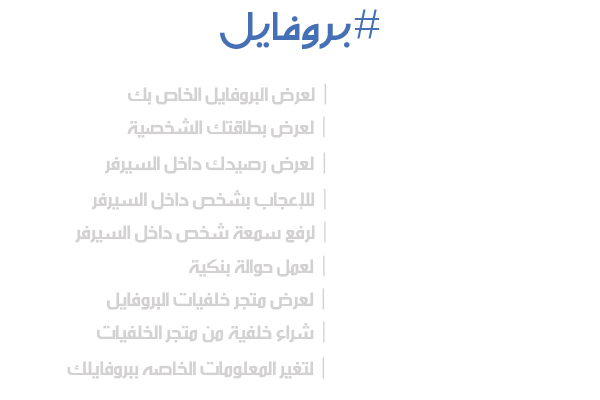 #بروفايل
| لعرض البروفايل الخاص بك
| لعرض بطاقتك الشخصية
| لعرض رصيدك داخل السيرفر
| للإعجاب بشخص داخل السيرفر
| لرفع سمعة شخص داخل السيرفر
| لعمل حوالة بنكية
| لعرض متجر خلفيات البروفايل
| شراء خلفية من متجر الخلفيات
| لتغير المعلومات الخاصه ببروفايلك